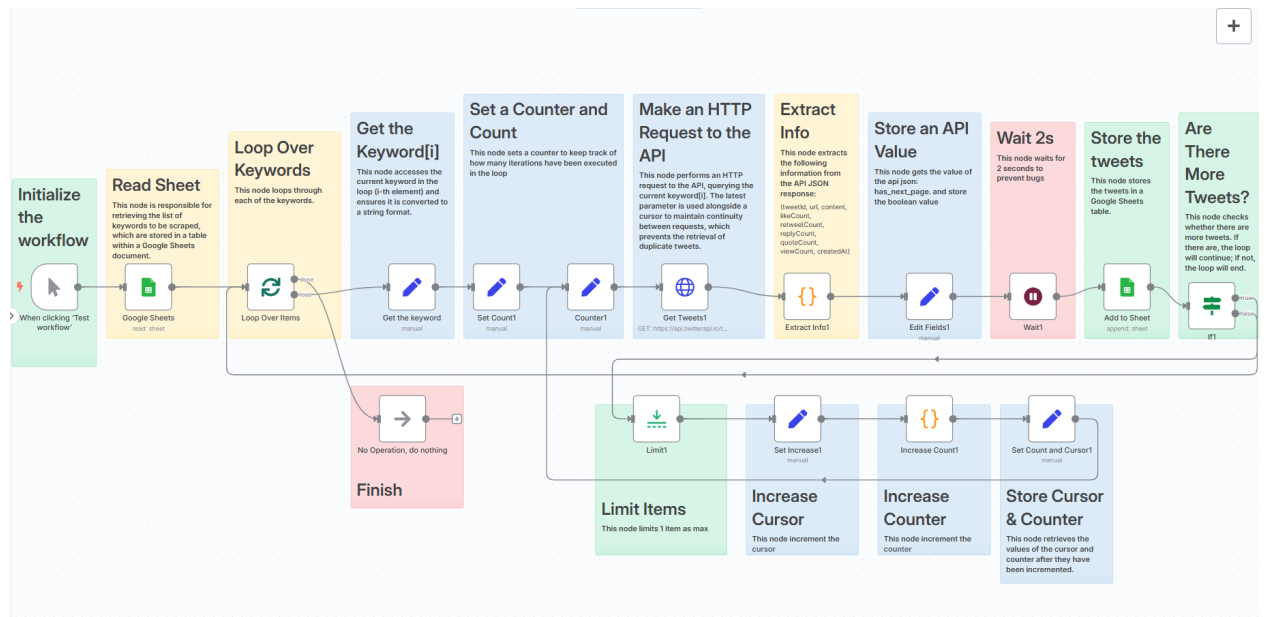 Initialize
the
workflow
When clicking 'Test
workflow'
Read Sheet
This node is responsible for
retrieving the list of
keywords to be scraped,
which are stored in a table
within a Google Sheets
document.
Google Sheets
read: sheet
Loop Over
Keywords
This node loops through
each of the keywords.
done
loop
Loop Over Items
Get the
Keyword[i]
This node accesses the
current keyword in the
loop (i-th element) and
ensures it is converted to
a string format.
Get the keyword
manual
Set a Counter and
Count
This node sets a counter to keep track of
how many iterations have been executed
in the loop
Set Count1
manual
Counter1
manual
Make an HTTP
Request to the
API
This node performs an HTTP
request to the API, querying the
current keyword[i]. The latest
parameter is used alongside a
cursor to maintain continuity
between requests, which
prevents the retrieval of
duplicate tweets.
Get Tweets1
GET: https://api.twitterapi.io/t...
Extract
Info
This node extracts
the following
information from
the API JSON
response:
(tweetId, url, content,
likeCount,
retweetCount,
replyCount,
quoteCount,
viewCount, createdAt)
Extract Info1
Store an API
Value
This node gets the value of
the api json:
has_next_page. and store
the boolean value
Edit Fields1
manual
Wait 2s
This node waits for
2 seconds to
prevent bugs
Wait1
Store the
tweets
This node stores
the tweets in a
Google Sheets
table.
Add to Sheet
append: sheet
Are
There
More
Tweets?
This node checks
whether there are
more tweets. If
there are, the loop
will continue; if not,
the loop will end.
true
false
If1
No Operation, do nothing
Finish
Limit1
Limit Items
This node limits 1 item as max
Set Increase1
manual
Increase
Cursor
This node increment the
cursor
Increase Count1
Increase
Counter
This node increment the
counter
Set Count and Cursor1
manual
Store Cursor
& Counter
This node retrieves the
values of the cursor and
counter after they have
been incremented.